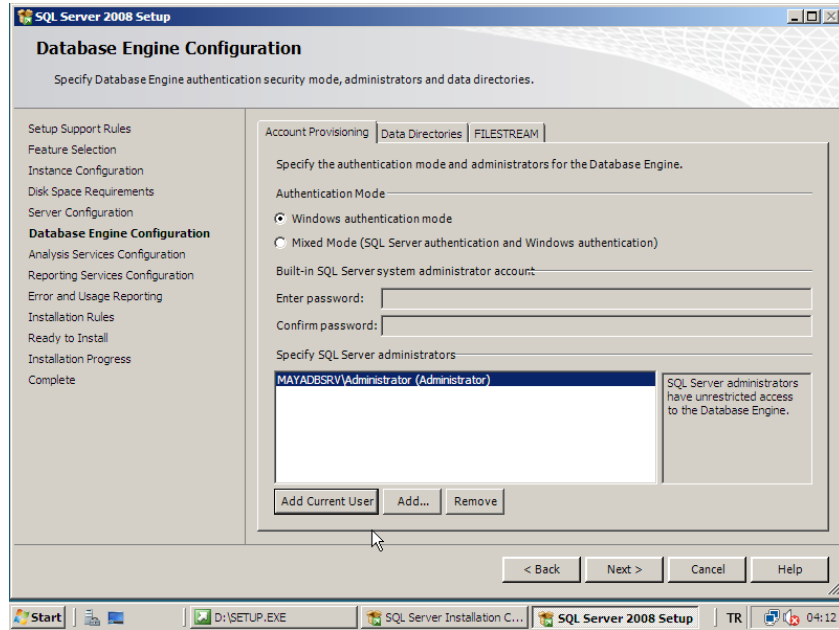 SQL Server 2008 Setup
Database Engine Configuration
Specify Database Engine authentication security mode, administrators and data directories.
Setup Support Rules
Feature Selection
Instance Configuration
Disk Space Requirements
Server Configuration
Database Engine Configuration
Analysis Services Configuration
Reporting Services Configuration
Error and Usage Reporting
Installation Rules
Ready to Install
Installation Progress
Complete
Account Provisioning Data Directories FILESTREAM
Specify the authentication mode and administrators for the Database Engine.
Authentication Mode
Windows authentication mode
Mixed Mode (SQL Server authentication and Windows authentication)
Built-in SQL Server system administrator account
Enter password:
Confirm password:
Specify SQL Server administrators
MAYADBSRV\Administrator (Administrator)
SQL Server administrators
have unrestricted access
to the Database Engine.
Add Current User Add... Remove
< Back Next > Cancel Help
Start D:\SETUP.EXE SQL Server Installation C... SQL Server 2008 Setup TR 04:12